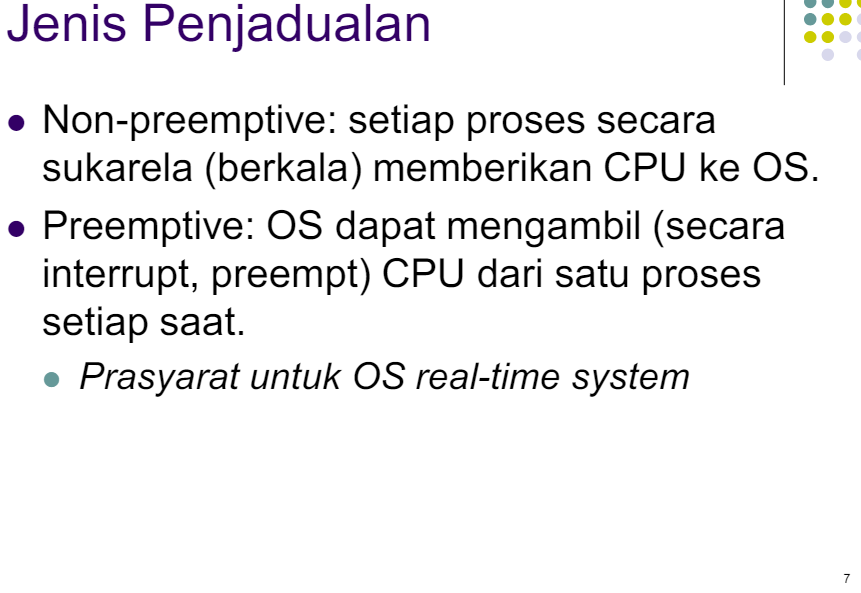 Jenis Penjadualan
Non-preemptive: setiap proses secara
sukarela (berkala) memberikan CPU ke OS.
Preemptive: OS dapat mengambil (secara
interrupt, preempt) CPU dari satu proses
setiap saat.
Prasyarat untuk OS real-time system
7